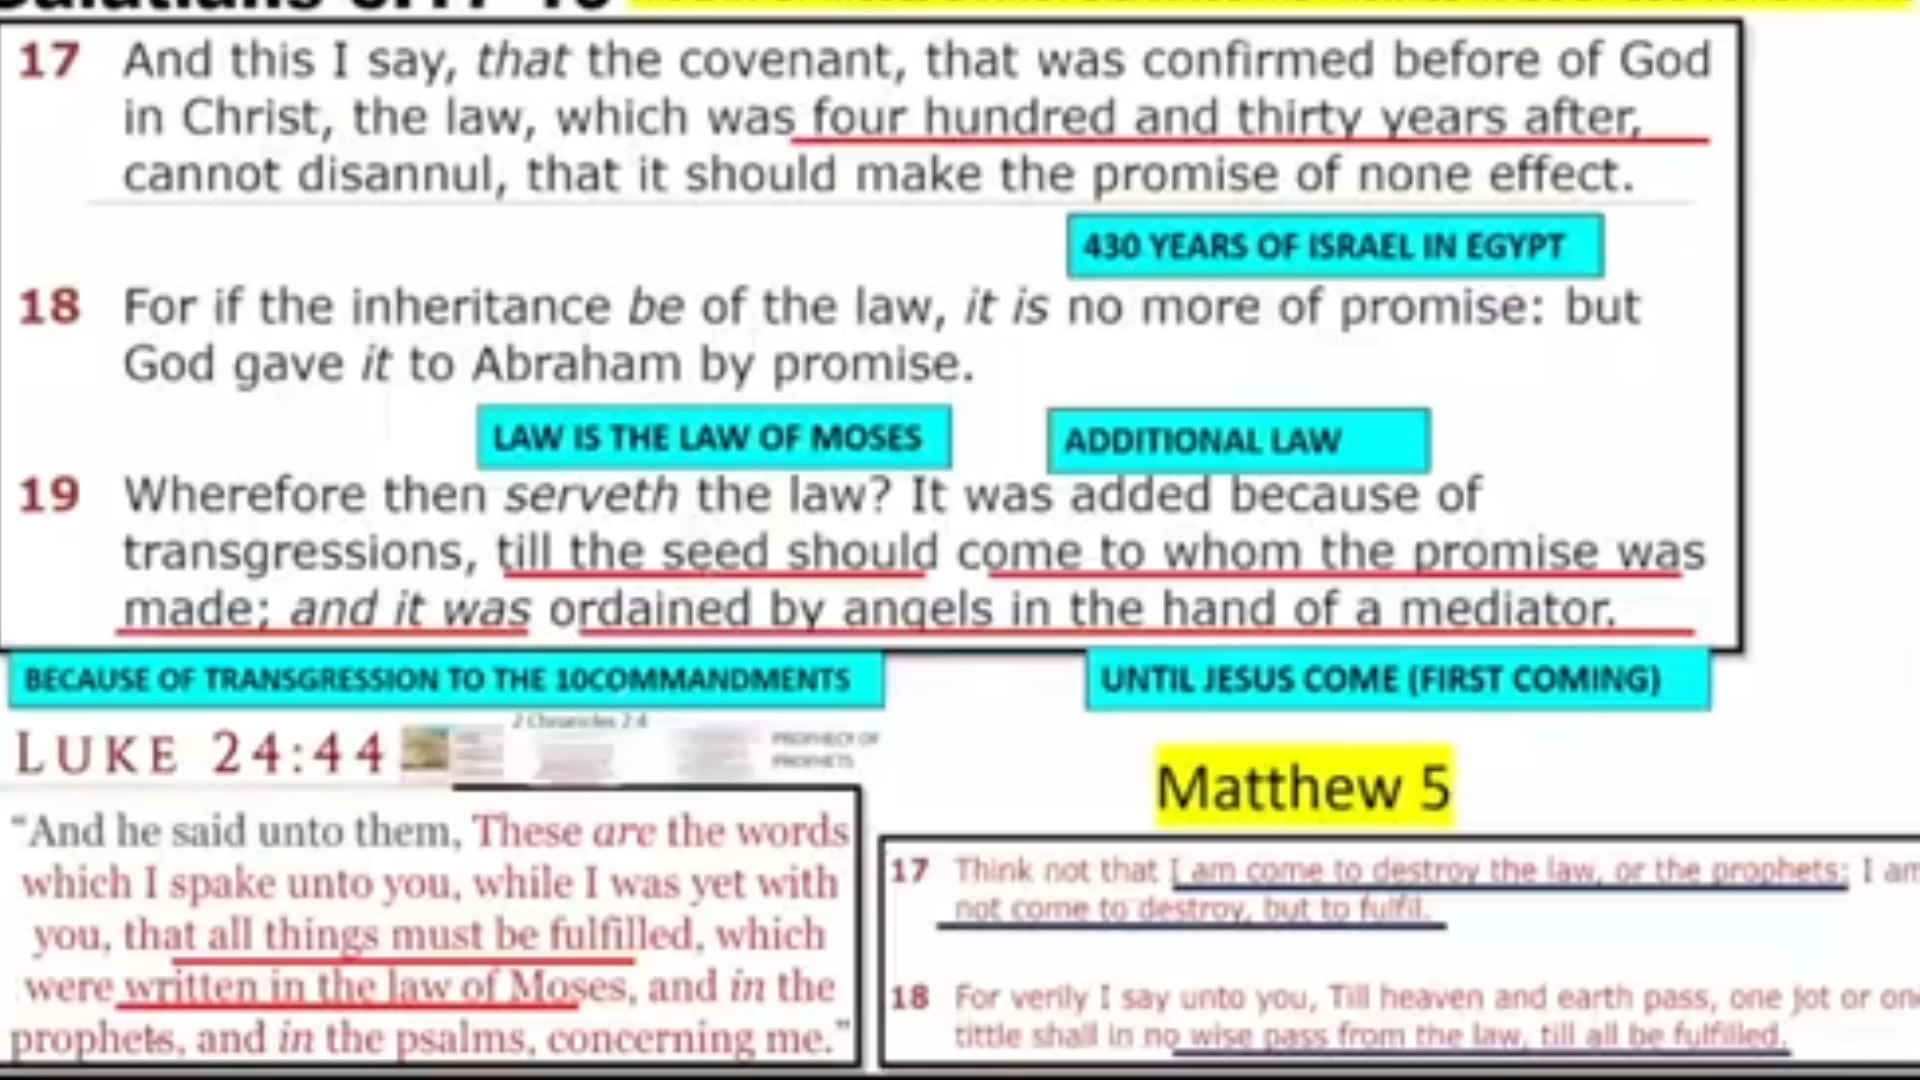 17 And this I say, that the covenant, that was confirmed before of God
in Christ, the law, which was four hundred and thirty years after,
cannot disannul, that it should make the promise of none effect.
430 YEARS OF ISRAEL IN EGYPT
18 For if the inheritance be of the law, it is no more of promise: but
God gave it to Abraham by promise.
LAW IS THE LAW OF MOSES
ADDITIONAL LAW
19 Wherefore then serveth the law? It was added because of
transgressions, till the seed should come to whom the promise was
made; and it was ordained by angels in the hand of a mediator.
BECAUSE OF TRANSGRESSION TO THE 10COMMANDMENTS
UNTIL JESUS COME (FIRST COMING)
2 Chronicles 2:4
LUKE 24:44
PROPHECY OF
PROPHETS
“And he said unto them, These are the words
which I spake unto you, while I was yet with
you, that all things must be fulfilled, which
were written in the law of Moses, and in the
prophets, and in the psalms, concerning me.”
Matthew 5
17 Think not that I am come to destroy the law, or the prophets: I am
not come to destroy, but to fulfil.
18 For verily I say unto you, Till heaven and earth pass, one jot or one
tittle shall in no wise pass from the law, till all be fulfilled.